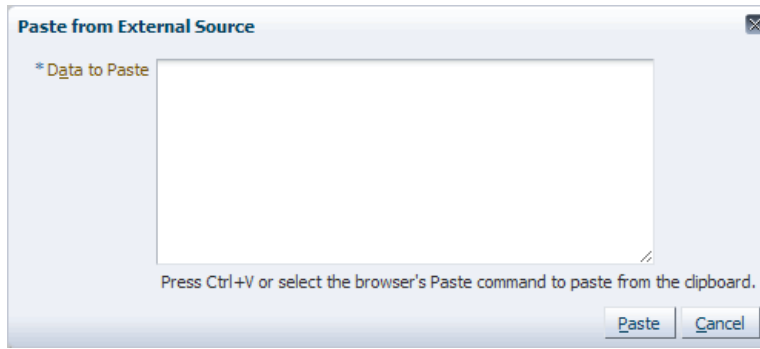 Paste from External Source
* Data to Paste
Press Ctrl+V or select the browser's Paste command to paste from the clipboard.
Paste Cancel